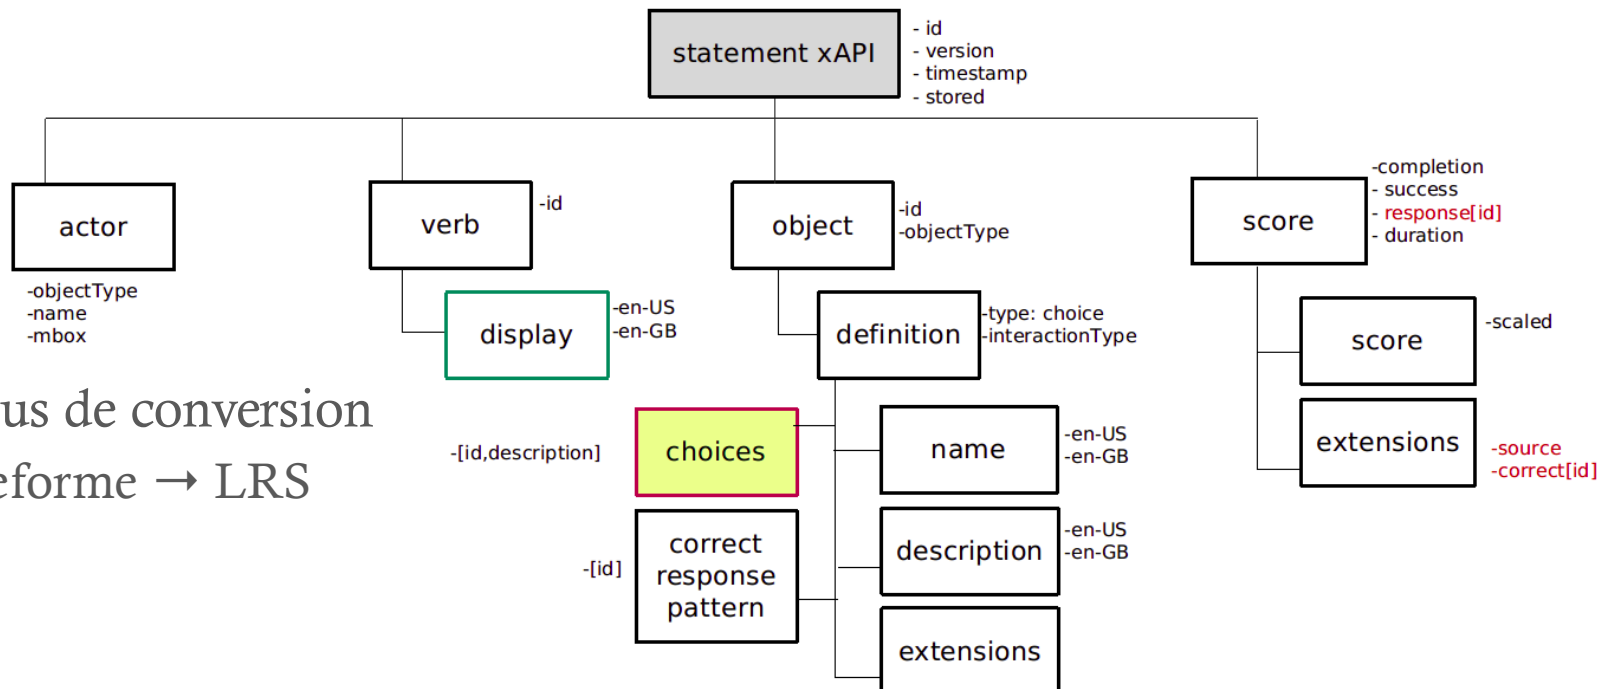 statement xAPI
- id
- version
- timestamp
- stored
actor
-objectType
-name
-mbox
verb
-id
display
-en-US
-en-GB
object
-id
-objectType
definition
-type: choice
-interactionType
choices
-[id,description]
correct
response
pattern
-[id]
name
-en-US
-en-GB
description
-en-US
-en-GB
extensions
score
-completion
- success
- response[id]
- duration
score
-scaled
extensions
-source
-correct[id]
us de conversion
eforme → LRS